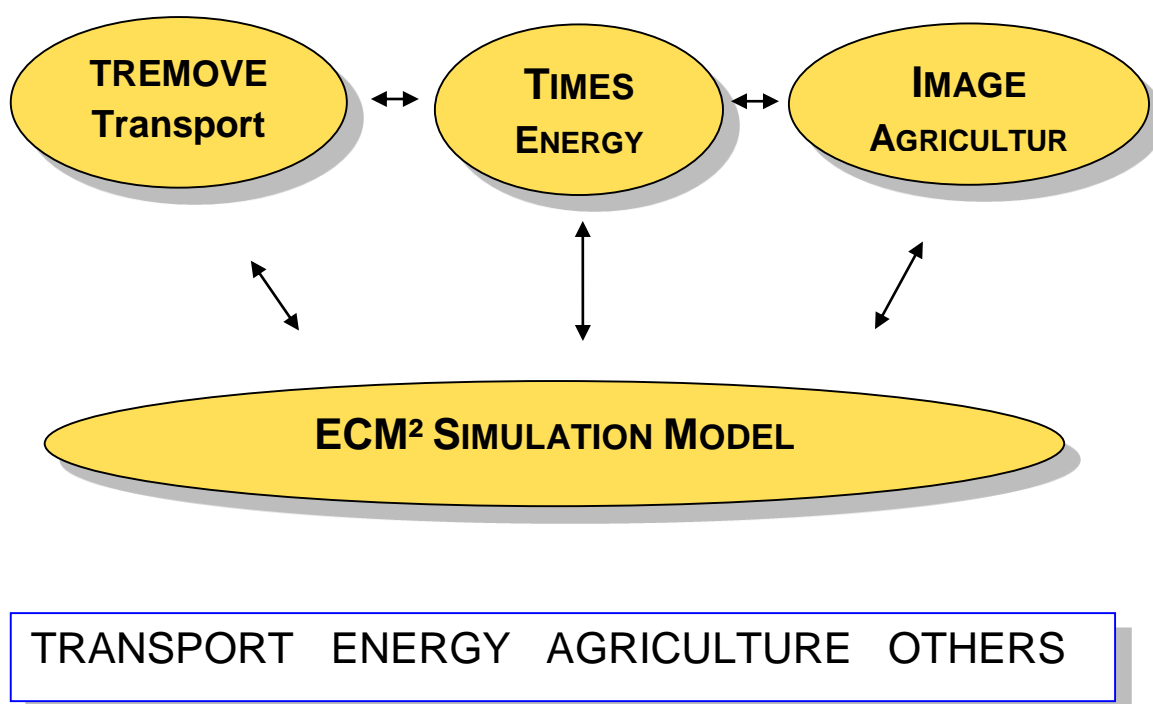 TREMOVE
Transport
TIMES
ENERGY
IMAGE
AGRICULTUR
ECM² SIMULATION MODEL
TRANSPORT ENERGY AGRICULTURE OTHERS